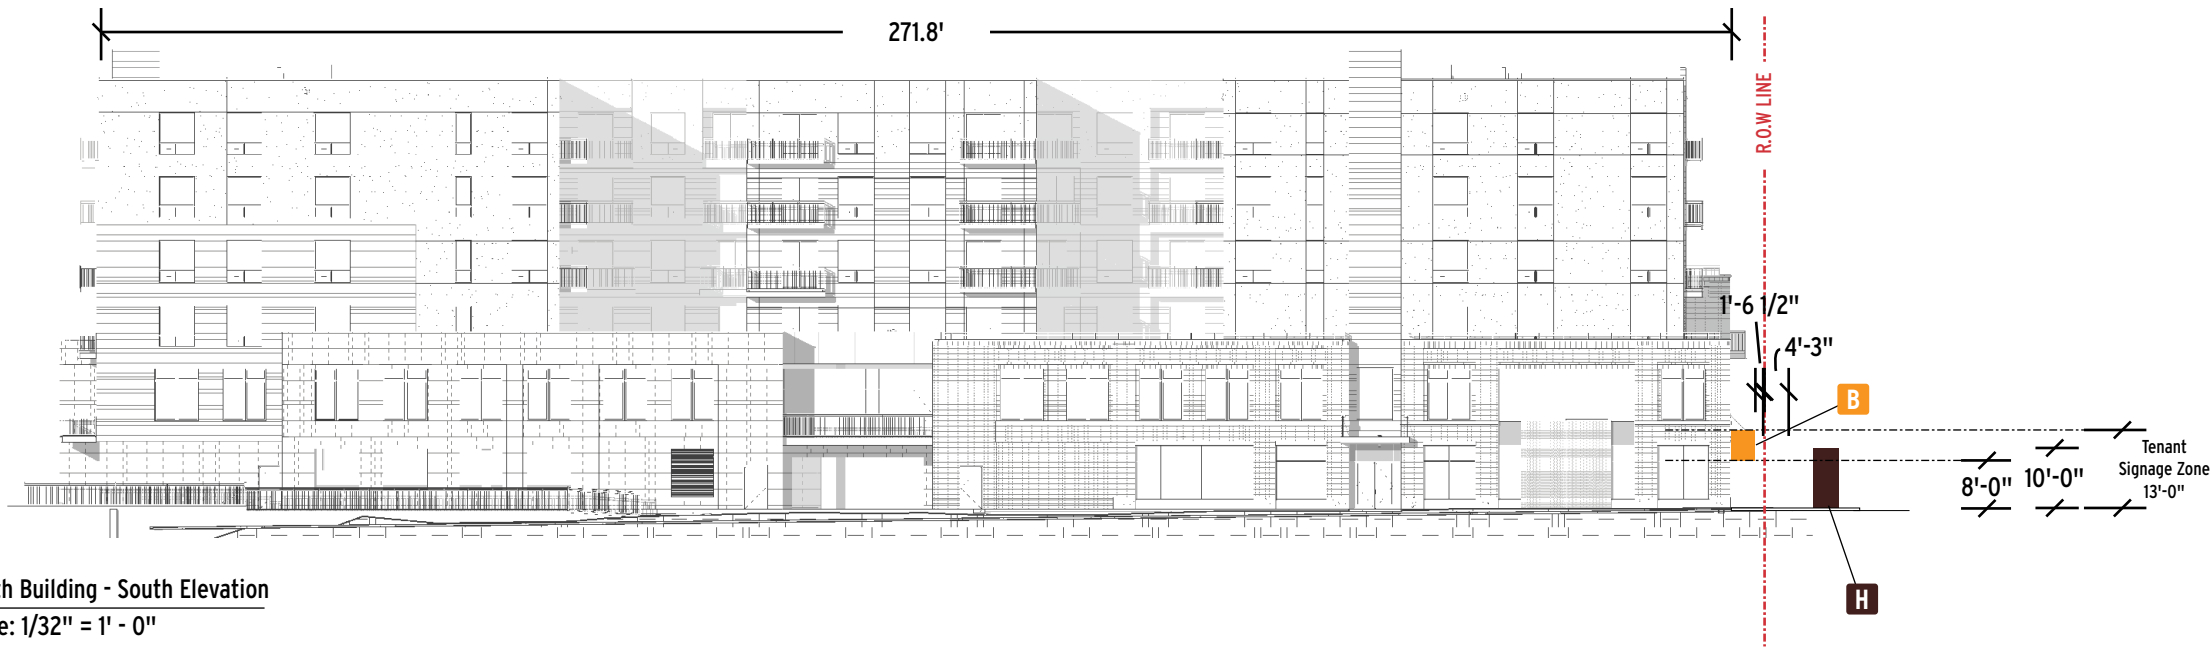 271.8'
R.O.W LINE
1'-6 1/2"
4'-3"
B
Tenant
Signage Zone
13'-0"
8'-0"
10'-0"
H
Building - South Elevation
1/32" = 1' - 0"